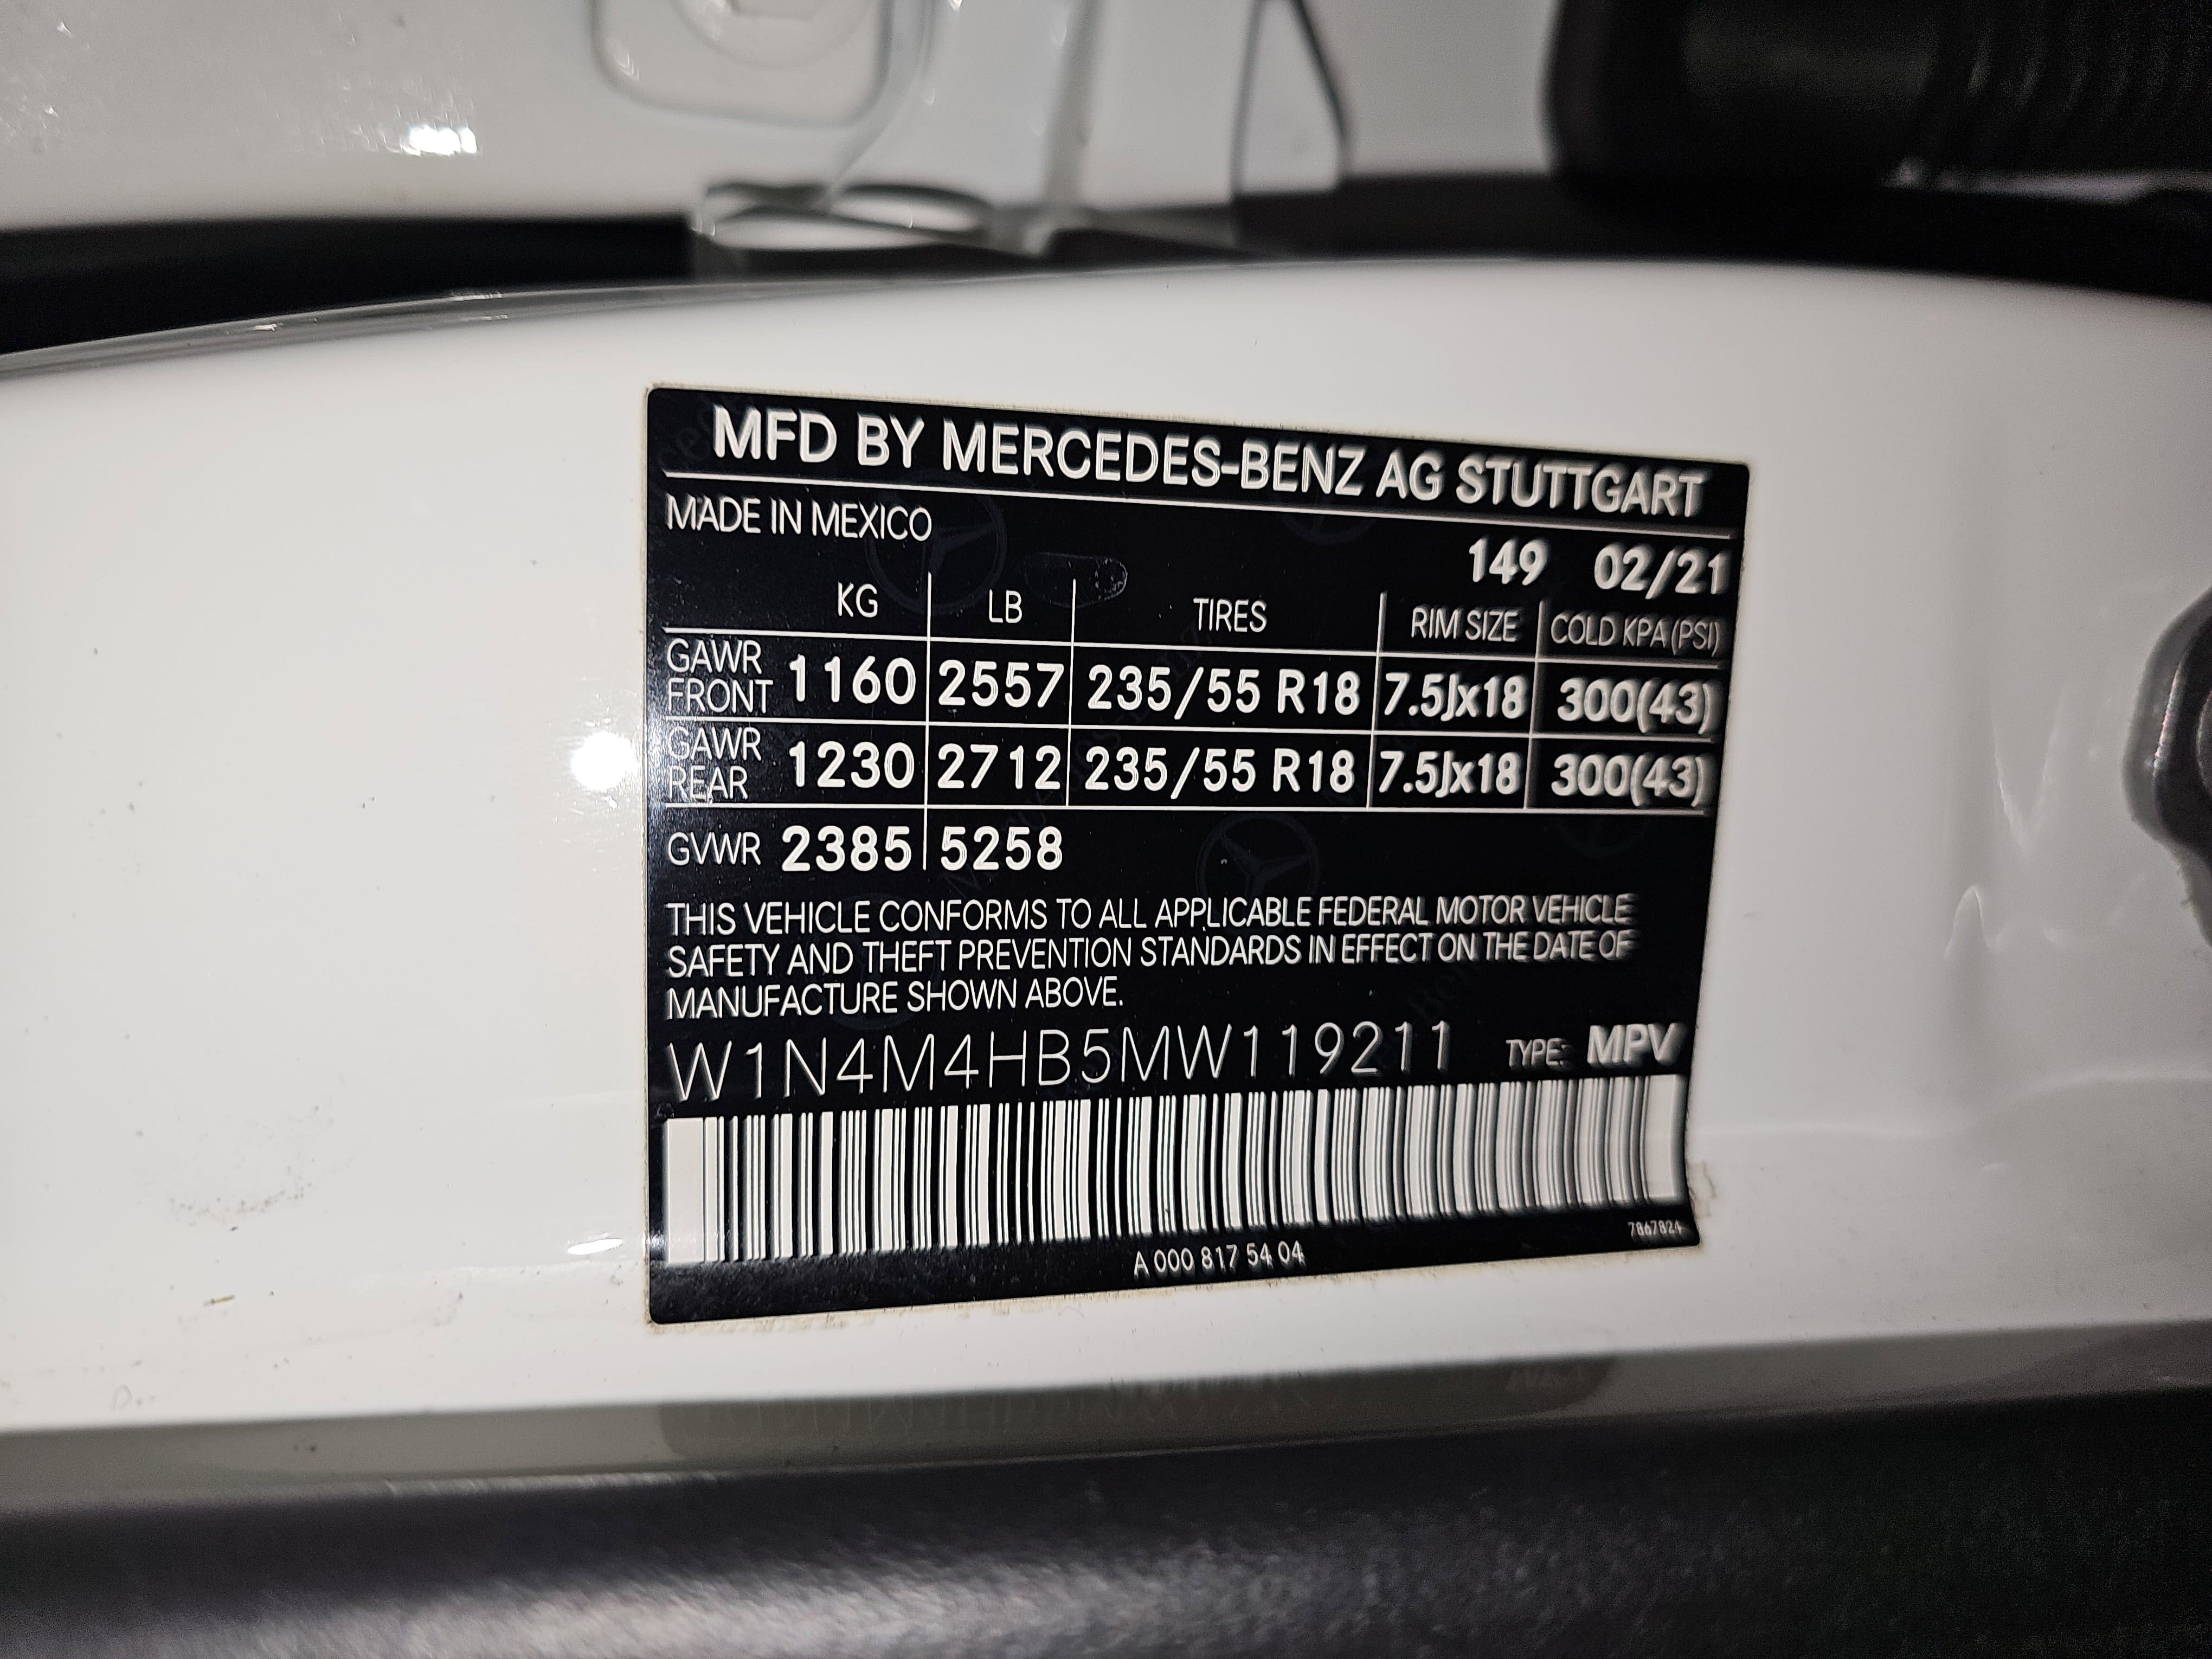 MFD BY MERCEDES-BENZ AG STUTTGART
MADE IN MEXICO
149 02/21
KG LB TIRES RIM SIZE COLD KPA (PSI)
GAWR FRONT 1160 2557 235/55 R18 7.5Jx18 300(43)
GAWR REAR 1230 2712 235/55 R18 7.5Jx18 300(43)
GVWR 2385 5258
THIS VEHICLE CONFORMS TO ALL APPLICABLE FEDERAL MOTOR VEHICLE
SAFETY AND THEFT PREVENTION STANDARDS IN EFFECT ON THE DATE OF
MANUFACTURE SHOWN ABOVE.
W1N4M4HB5MW119211 TYPE: MPV
7867824
A 000 817 54 04